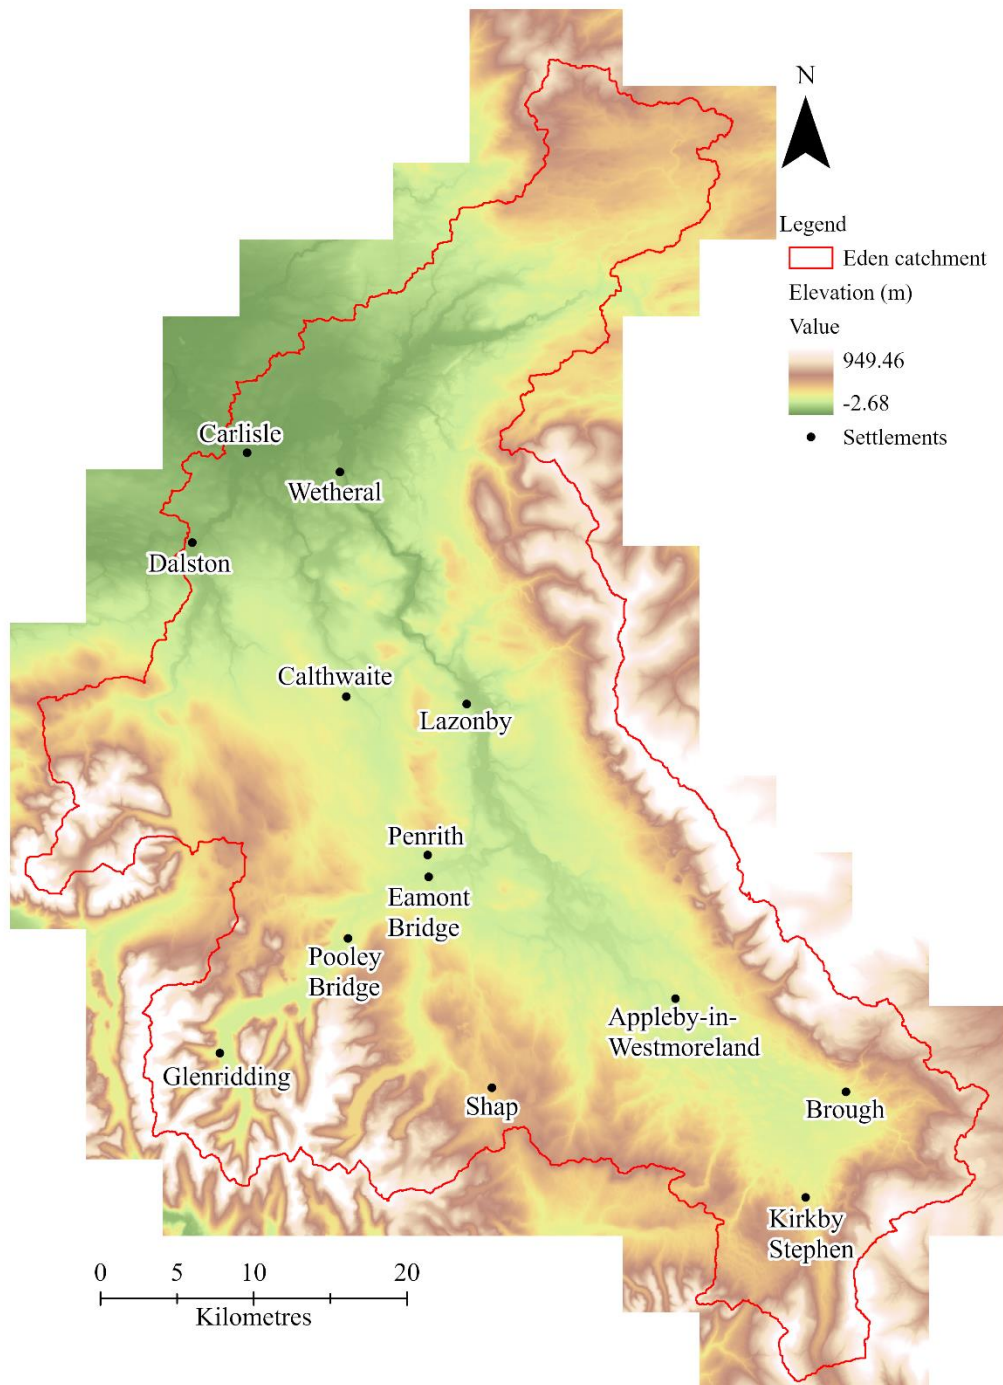 N
Legend
Eden catchment
Elevation (m)
Value
949.46
-2.68
Settlements
Carlisle
Wetheral
Dalston
Calthwaite
Lazonby
Penrith
Eamont
Bridge
Pooley
Bridge
Appleby-in-
Westmoreland
Glenridding
Shap
Brough
Kirkby
Stephen
0 5 10 20
Kilometres